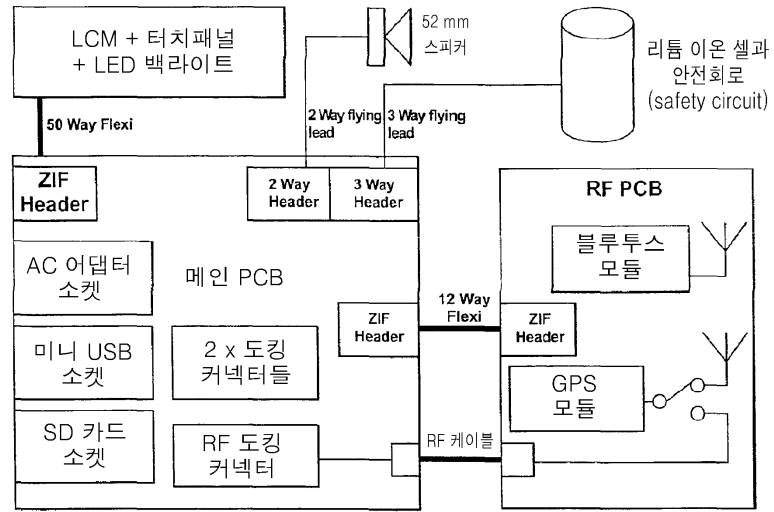 LCM + 터치패널
+ LED 백라이트
52 mm
스피커
리튬 이온 셀과
안전회로
(safety circuit)
50 Way Flexi
2 Way flying
lead
3 Way flying
lead
ZIF
Header
2 Way
Header
3 Way
Header
RF PCB
AC 어댑터
소켓
메인 PCB
블루투스
모듈
미니 USB
소켓
2 x 도킹
커넥터들
ZIF
Header
12 Way
Flexi
ZIF
Header
GPS
모듈
SD 카드
소켓
RF 도킹
커넥터
RF 케이블